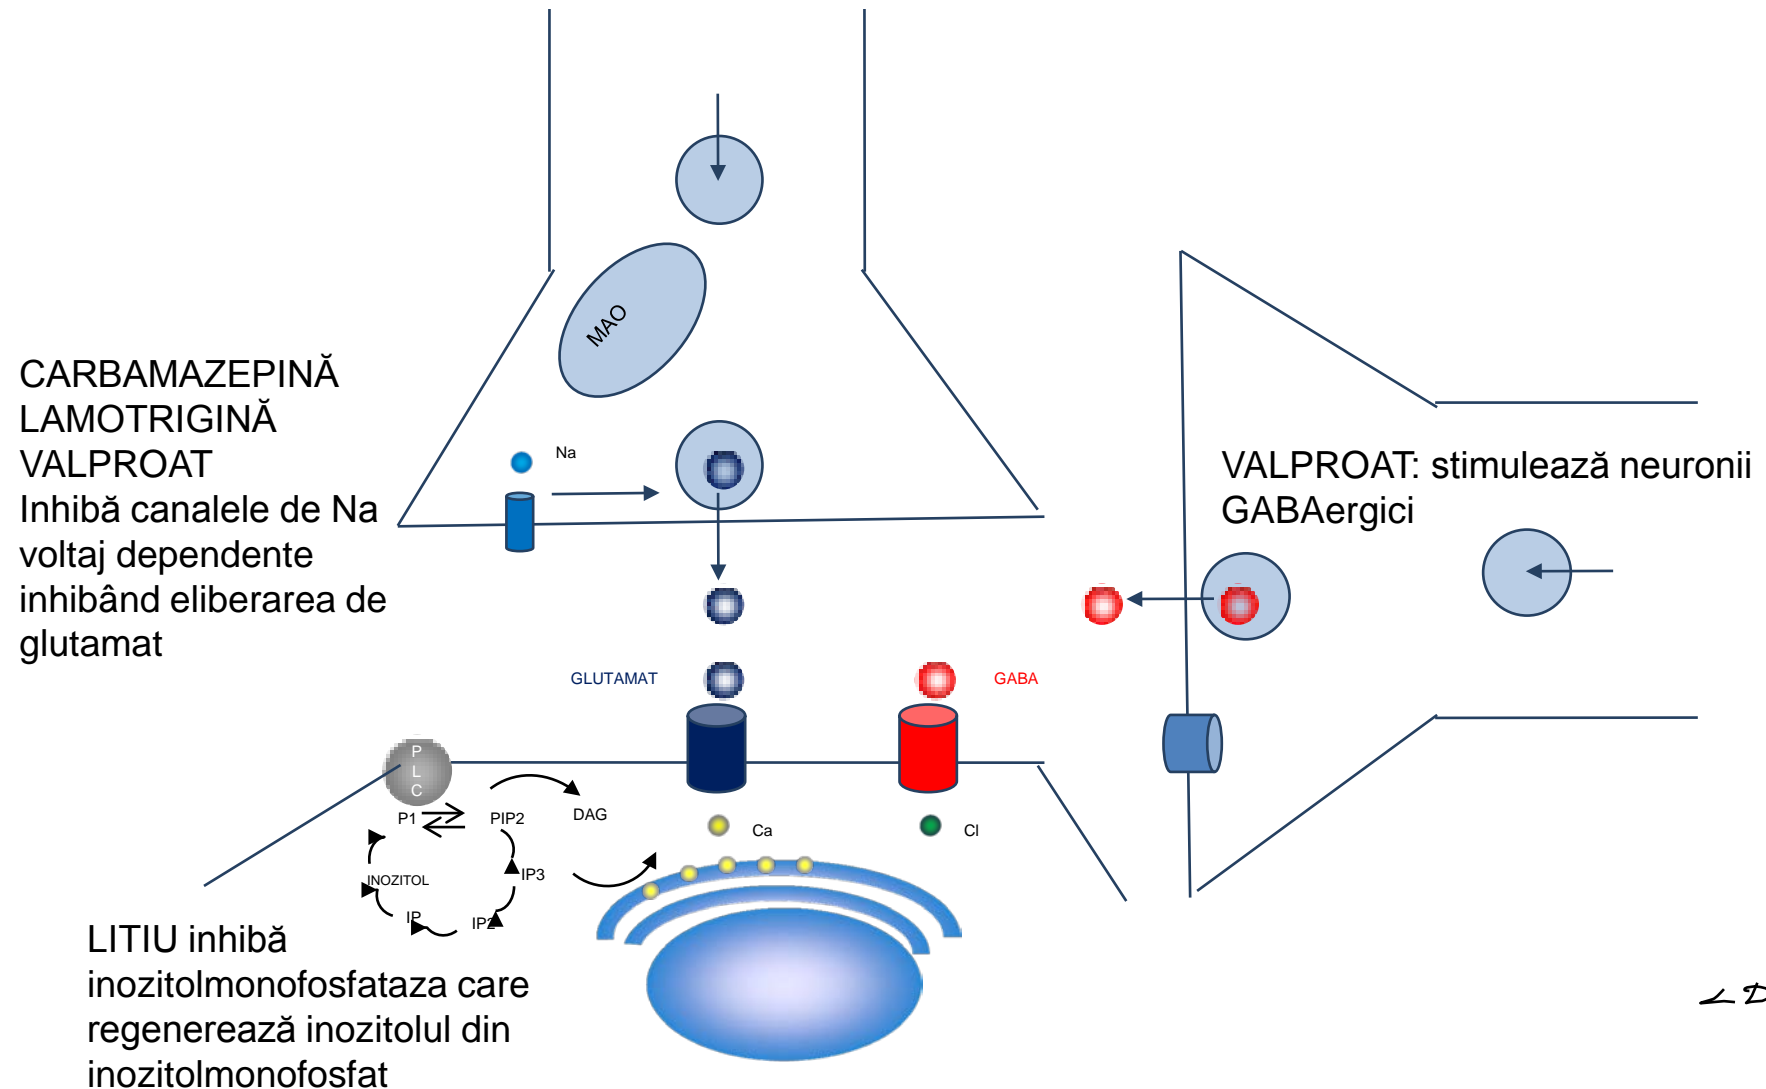 MAO
CARBAMAZEPINĂ
LAMOTRIGINĂ
VALPROAT
Inhibă canalele de Na
voltaj dependente
inhibând eliberarea de
glutamat
Na
VALPROAT: stimulează neuronii
GABAergici
GLUTAMAT
GABA
P
L
C
P1
PIP2
DAG
Ca
Cl
INOZITOL
IP3
IP
IP2
LITIU inhibă
inozitolmonofosfataza care
regenerează inozitolul din
inozitolmonofosfat
LD